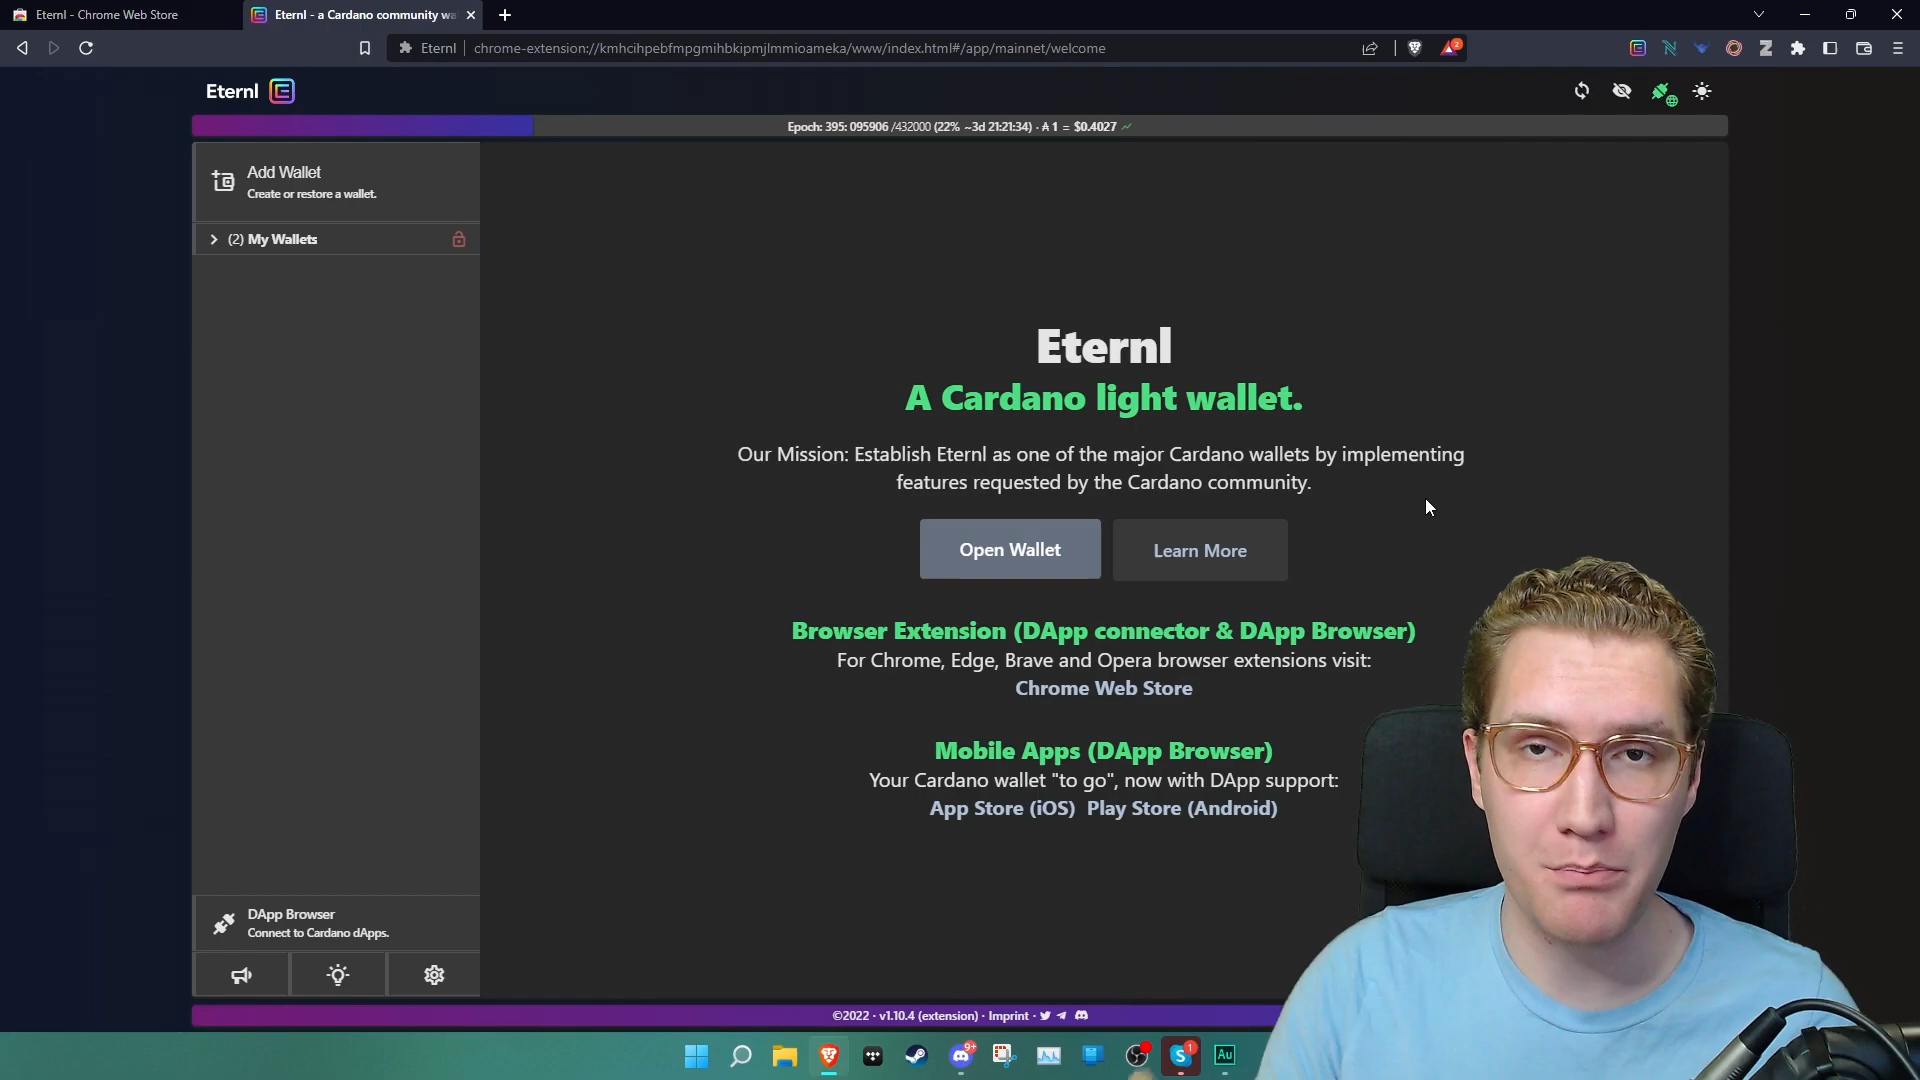 Eternl - Chrome Web Store
Eternl - a Cardano community wa
Eternl
chrome-extension://kmhcihpebfmpgmihbkipmjlmmioameka/www/index.html#/app/mainnet/welcome
2
Eternl
Epoch: 395: 095906 /432000 (22% ~3d 21:21:34) · ₳ 1 = $0.4027
Add Wallet
Create or restore a wallet.
(2) My Wallets
Eternl
A Cardano light wallet.
Our Mission: Establish Eternl as one of the major Cardano wallets by implementing
features requested by the Cardano community.
Open Wallet
Learn More
Browser Extension (DApp connector & DApp Browser)
For Chrome, Edge, Brave and Opera browser extensions visit:
Chrome Web Store
Mobile Apps (DApp Browser)
Your Cardano wallet "to go", now with DApp support:
App Store (iOS) Play Store (Android)
DApp Browser
Connect to Cardano dApps.
©2022 · v1.10.4 (extension) · Imprint ·
9+
S
1
Au